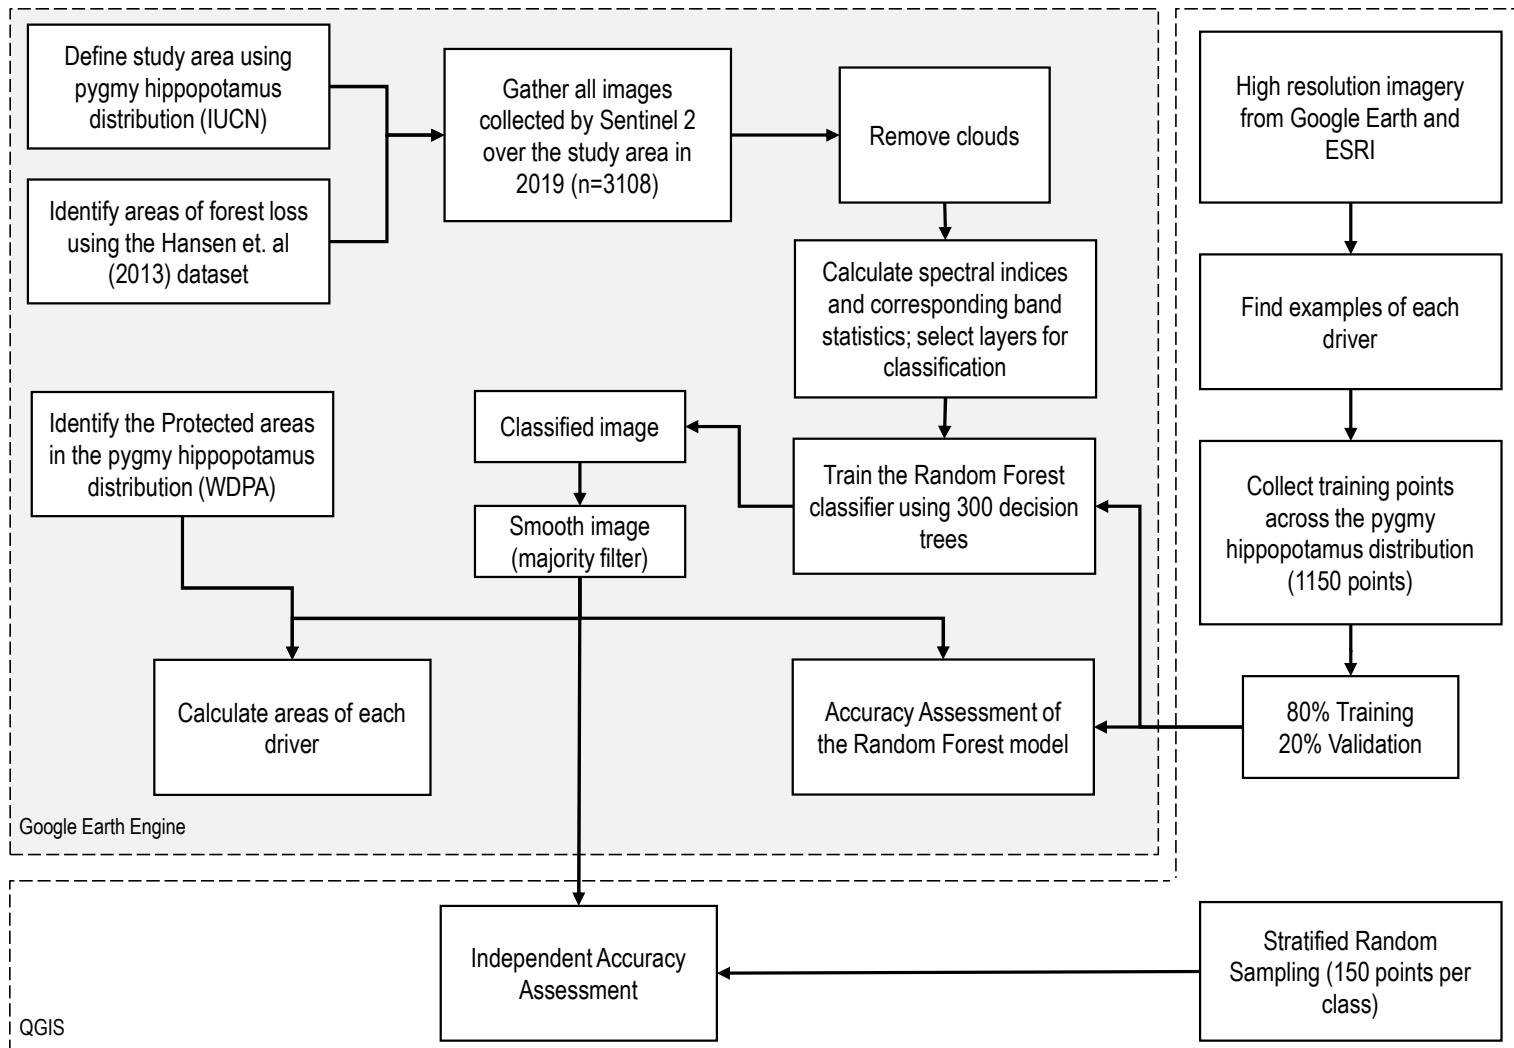 Define study area using
pygmy hippopotamus
distribution (IUCN)
Identify areas of forest loss
using the Hansen et. al
(2013) dataset
Gather all images
collected by Sentinel 2
over the study area in
2019 (n=3108)
Remove clouds
Calculate spectral indices
and corresponding band
statistics; select layers for
classification
Train the Random Forest
classifier using 300 decision
trees
Classified image
Smooth image
(majority filter)
Identify the Protected areas
in the pygmy hippopotamus
distribution (WDPA)
Calculate areas of each
driver
Accuracy Assessment of
the Random Forest model
Google Earth Engine
High resolution imagery
from Google Earth and
ESRI
Find examples of each
driver
Collect training points
across the pygmy
hippopotamus distribution
(1150 points)
80% Training
20% Validation
Independent Accuracy
Assessment
Stratified Random
Sampling (150 points per
class)
QGIS